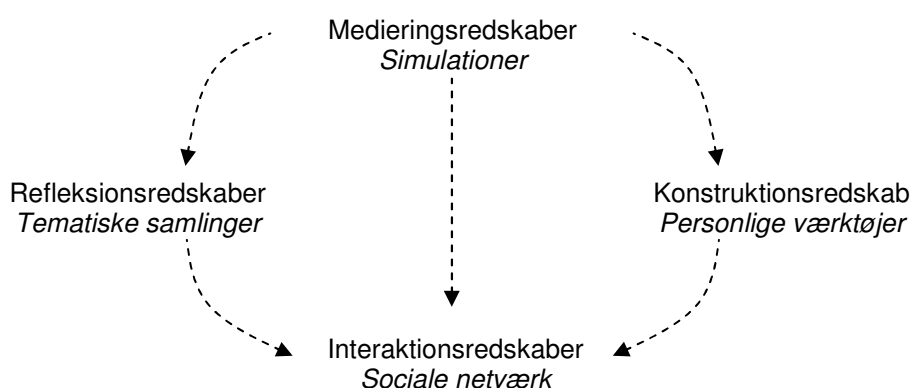 Medieringsredskaber
Simulationer
Refleksionsredskaber
Tematiske samlinger
Konstruktionsredskab
Personlige værktøjer
Interaktionsredskaber
Sociale netværk